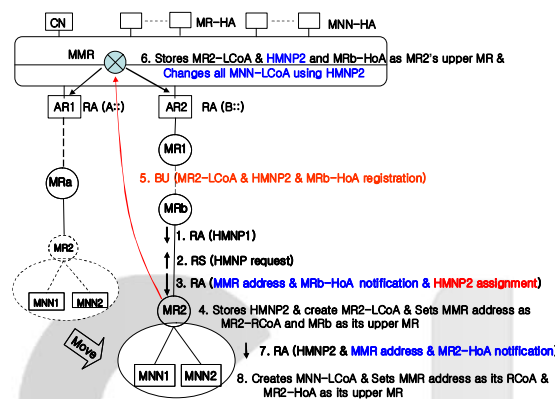 CN
MR-HA
MNN-HA
MMR
6. Stores MR2-LCoA & HMNP2 and MRb-HoA as MR2's upper MR &
Changes all MNN-LCoA using HMNP2
AR1
RA (A::)
AR2
RA (B::)
MR1
MRa
5. BU (MR2-LCoA & HMNP2 & MRb-HoA registration)
MRb
1. RA (HMNP1)
2. RS (HMNP request)
MR2
3. RA (MMR address & MRb-HoA notification & HMNP2 assignment)
MNN1
MNN2
MR2
4. Stores HMNP2 & create MR2-LCoA & Sets MMR address as
MR2-RCoA and MRb as its upper MR
Move
7. RA (HMNP2 & MMR address & MR2-HoA notification)
MNN1
MNN2
8. Creates MNN-LCoA & Sets MMR address as its RCoA &
MR2-HoA as its upper MR